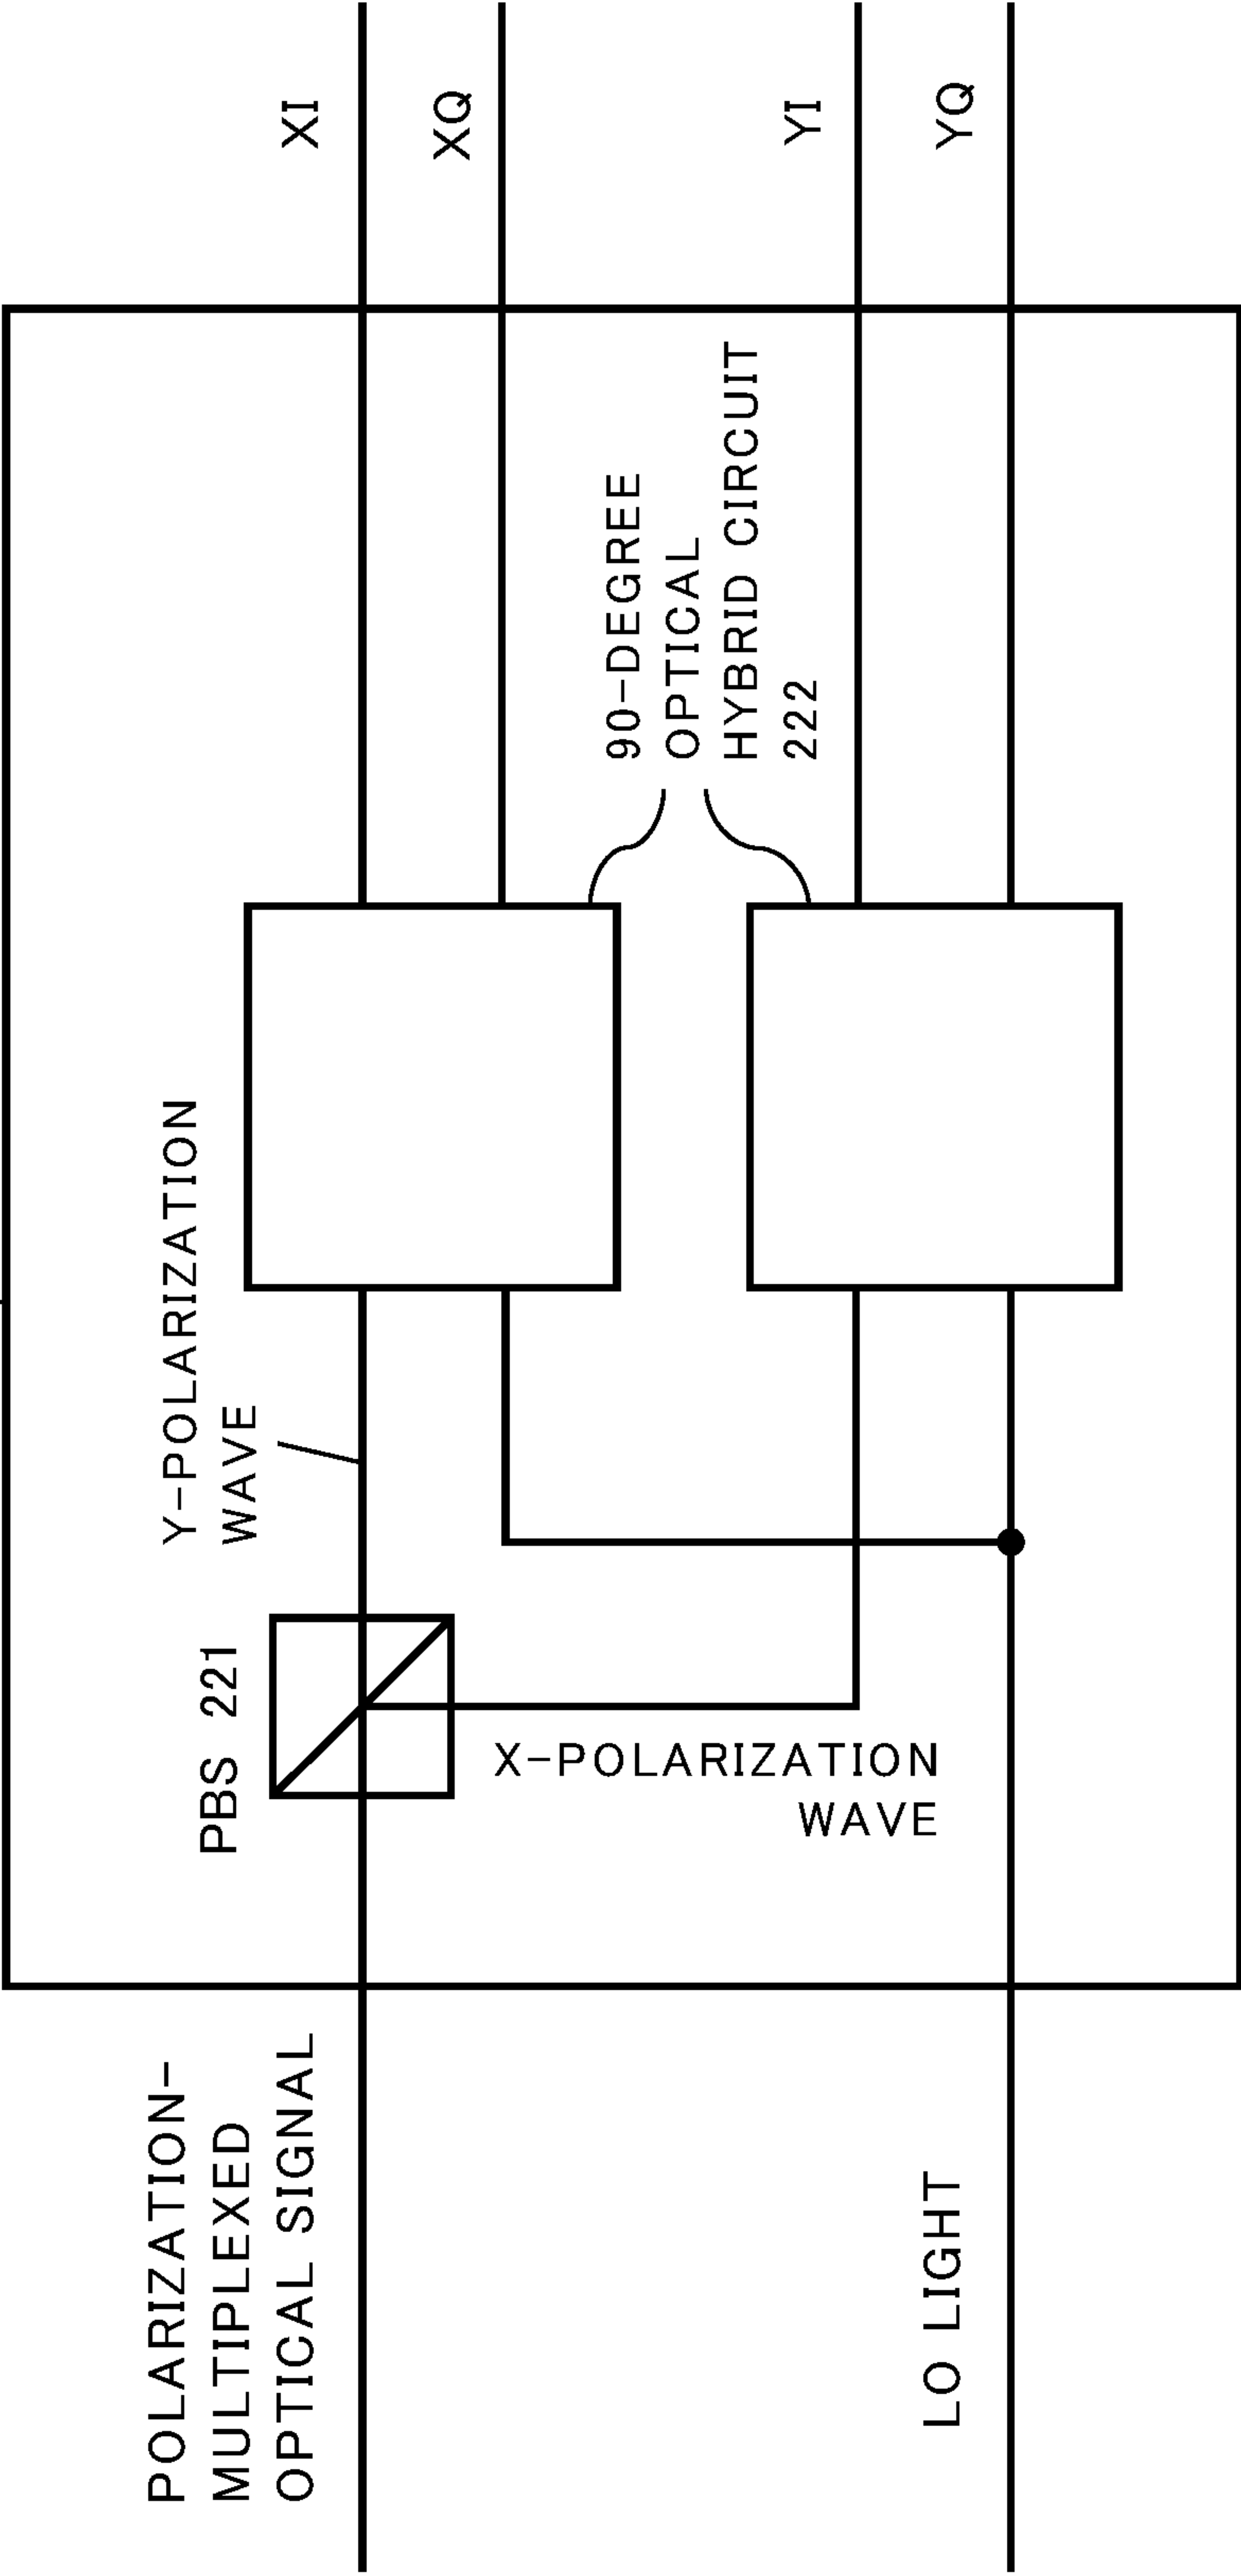 POLARIZATION-
MULTIPLEXED
OPTICAL SIGNAL
LO LIGHT
PBS 221
Y-POLARIZATION
WAVE
X-POLARIZATION
WAVE
90-DEGREE
OPTICAL
HYBRID CIRCUIT
222
XI
XQ
YI
YQ